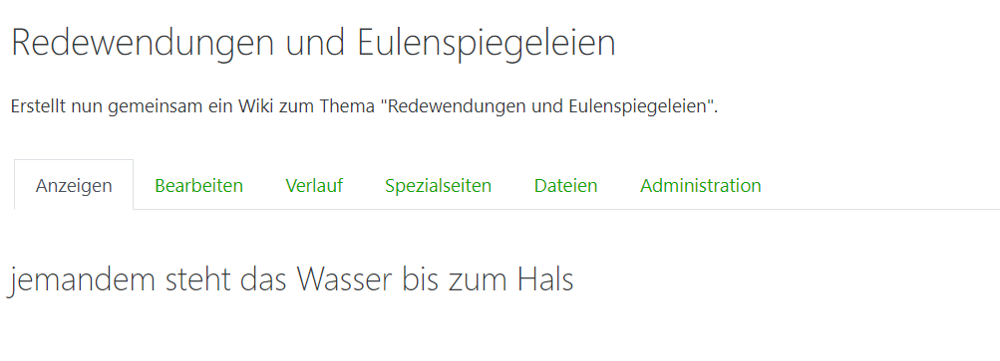 Redewendungen und Eulenspiegeleien
Erstellt nun gemeinsam ein Wiki zum Thema "Redewendungen und Eulenspiegeleien".
Anzeigen Bearbeiten Verlauf Spezialseiten Dateien Administration
jemandem steht das Wasser bis zum Hals